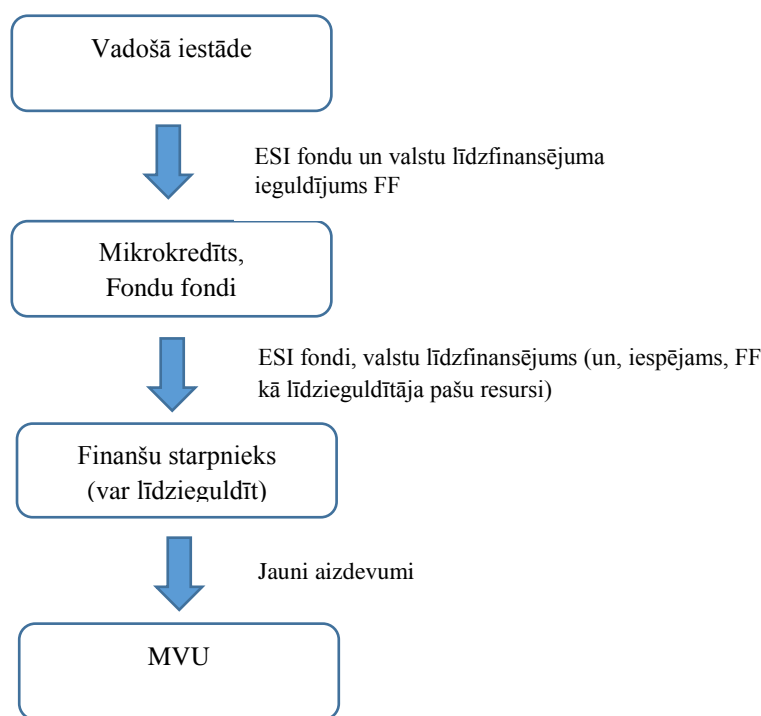 Vadošā iestāde
ESI fondu un valstu līdzfinansējuma
ieguldījums FF
Mikrokredīts,
Fondu fondi
ESI fondi, valstu līdzfinansējums (un, iespējams, FF
kā līdzieguldītāja pašu resursi)
Finanšu starpnieks
(var līdzieguldīt)
Jauni aizdevumi
MVU